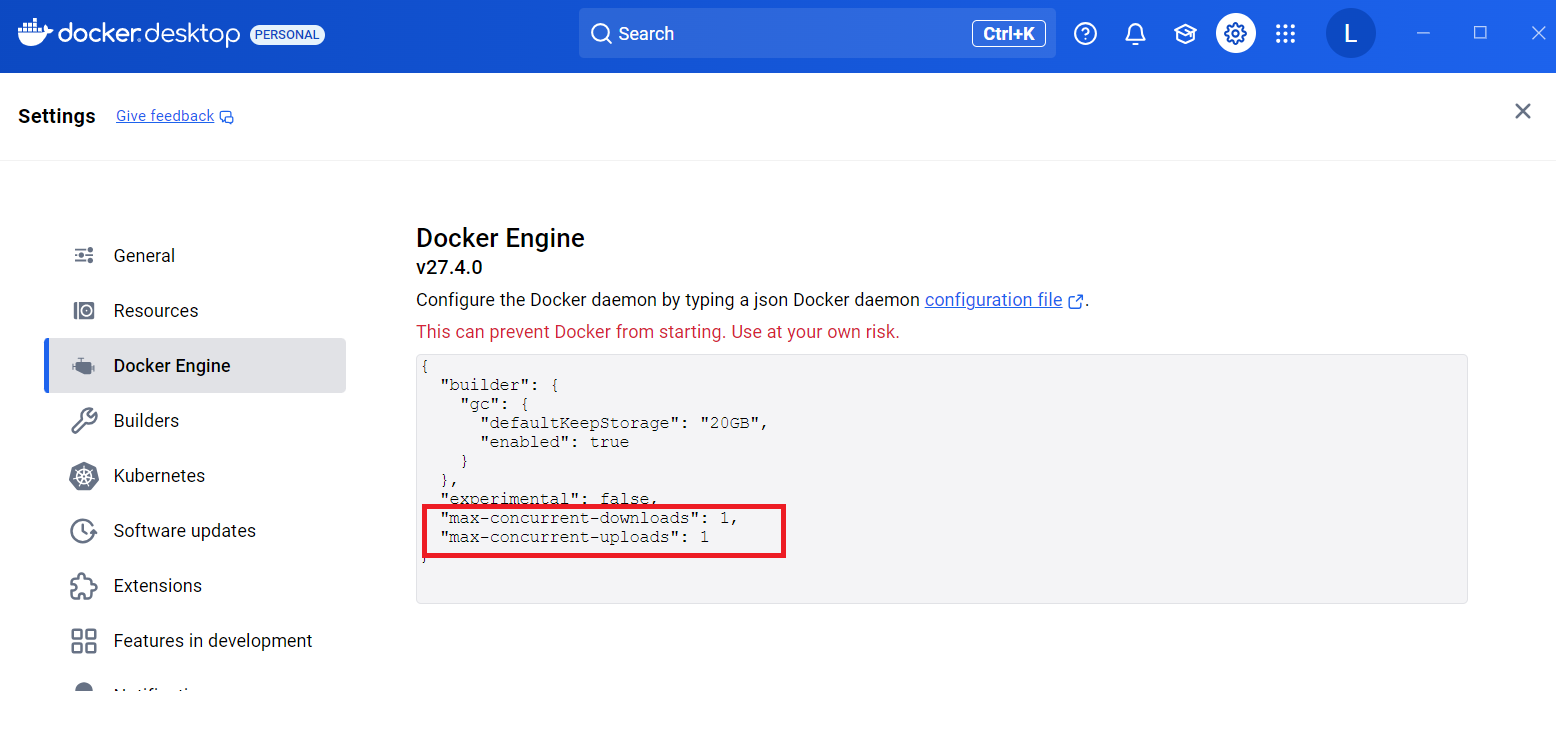 docker.desktop PERSONAL
Search
Ctrl+K
L
Settings
Give feedback
General
Resources
Docker Engine
Builders
Kubernetes
Software updates
Extensions
Features in development
Docker Engine
v27.4.0
Configure the Docker daemon by typing a json Docker daemon configuration file.
This can prevent Docker from starting. Use at your own risk.
{
  "builder": {
    "gc": {
      "defaultKeepStorage": "20GB",
      "enabled": true
    }
  },
  "experimental": false,
  "max-concurrent-downloads": 1,
  "max-concurrent-uploads": 1
}